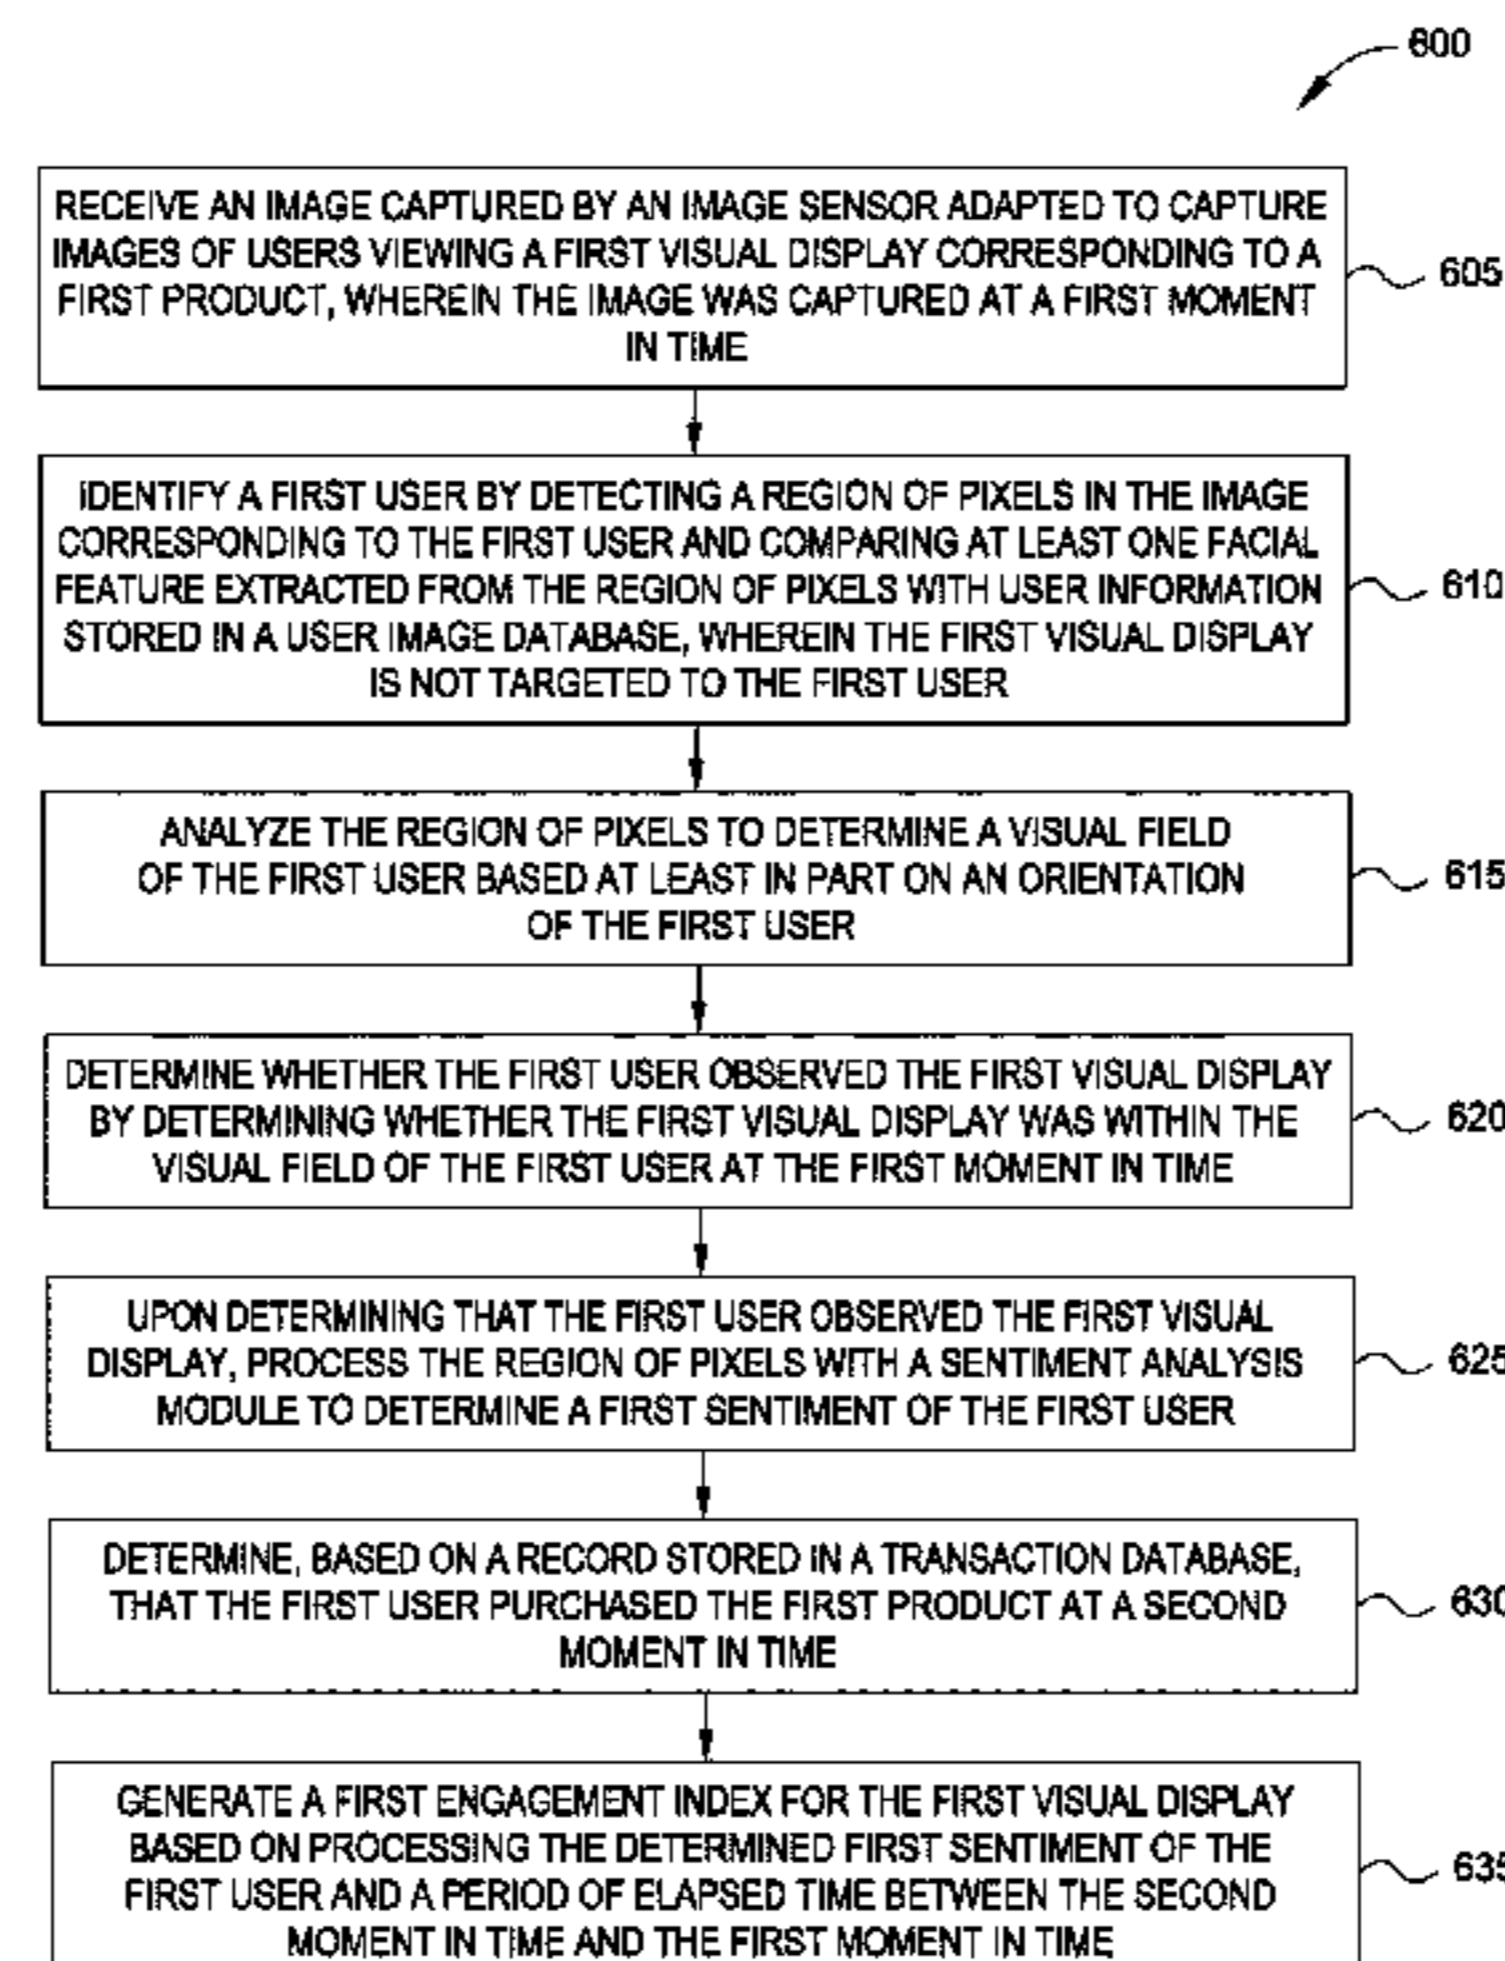 600
RECEIVE AN IMAGE CAPTURED BY AN IMAGE SENSOR ADAPTED TO CAPTURE
IMAGES OF USERS VIEWING A FIRST VISUAL DISPLAY CORRESPONDING TO A
FIRST PRODUCT, WHEREIN THE IMAGE WAS CAPTURED AT A FIRST MOMENT
IN TIME
605
IDENTIFY A FIRST USER BY DETECTING A REGION OF PIXELS IN THE IMAGE
CORRESPONDING TO THE FIRST USER AND COMPARING AT LEAST ONE FACIAL
FEATURE EXTRACTED FROM THE REGION OF PIXELS WITH USER INFORMATION
STORED IN A USER IMAGE DATABASE, WHEREIN THE FIRST VISUAL DISPLAY
IS NOT TARGETED TO THE FIRST USER
610
ANALYZE THE REGION OF PIXELS TO DETERMINE A VISUAL FIELD
OF THE FIRST USER BASED AT LEAST IN PART ON AN ORIENTATION
OF THE FIRST USER
615
DETERMINE WHETHER THE FIRST USER OBSERVED THE FIRST VISUAL DISPLAY
BY DETERMINING WHETHER THE FIRST VISUAL DISPLAY WAS WITHIN THE
VISUAL FIELD OF THE FIRST USER AT THE FIRST MOMENT IN TIME
620
UPON DETERMINING THAT THE FIRST USER OBSERVED THE FIRST VISUAL
DISPLAY, PROCESS THE REGION OF PIXELS WITH A SENTIMENT ANALYSIS
MODULE TO DETERMINE A FIRST SENTIMENT OF THE FIRST USER
625
DETERMINE, BASED ON A RECORD STORED IN A TRANSACTION DATABASE,
THAT THE FIRST USER PURCHASED THE FIRST PRODUCT AT A SECOND
MOMENT IN TIME
630
GENERATE A FIRST ENGAGEMENT INDEX FOR THE FIRST VISUAL DISPLAY
BASED ON PROCESSING THE DETERMINED FIRST SENTIMENT OF THE
FIRST USER AND A PERIOD OF ELAPSED TIME BETWEEN THE SECOND
MOMENT IN TIME AND THE FIRST MOMENT IN TIME
635